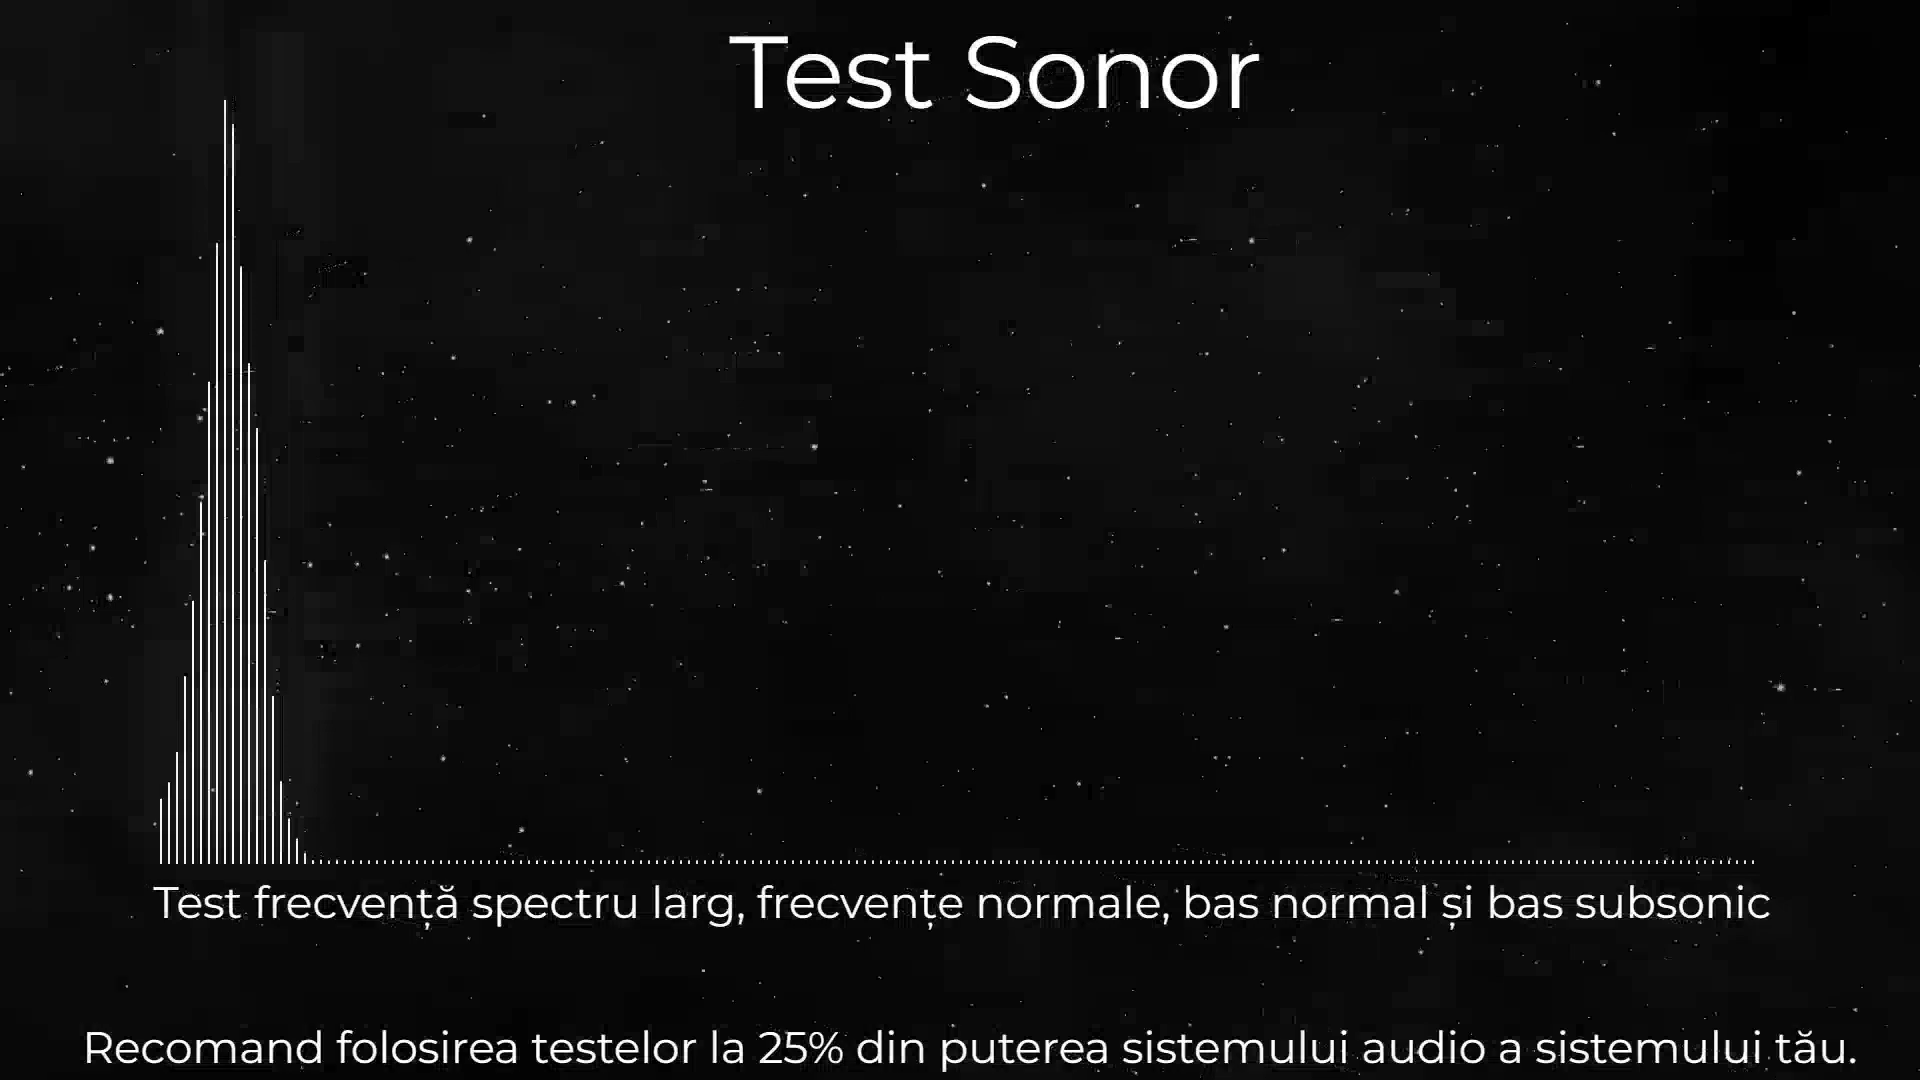 Test Sonor
Test frecvență spectru larg, frecvențe normale, bas normal și bas subsonic
Recomand folosirea testelor la 25% din puterea sistemului audio a sistemului tău.